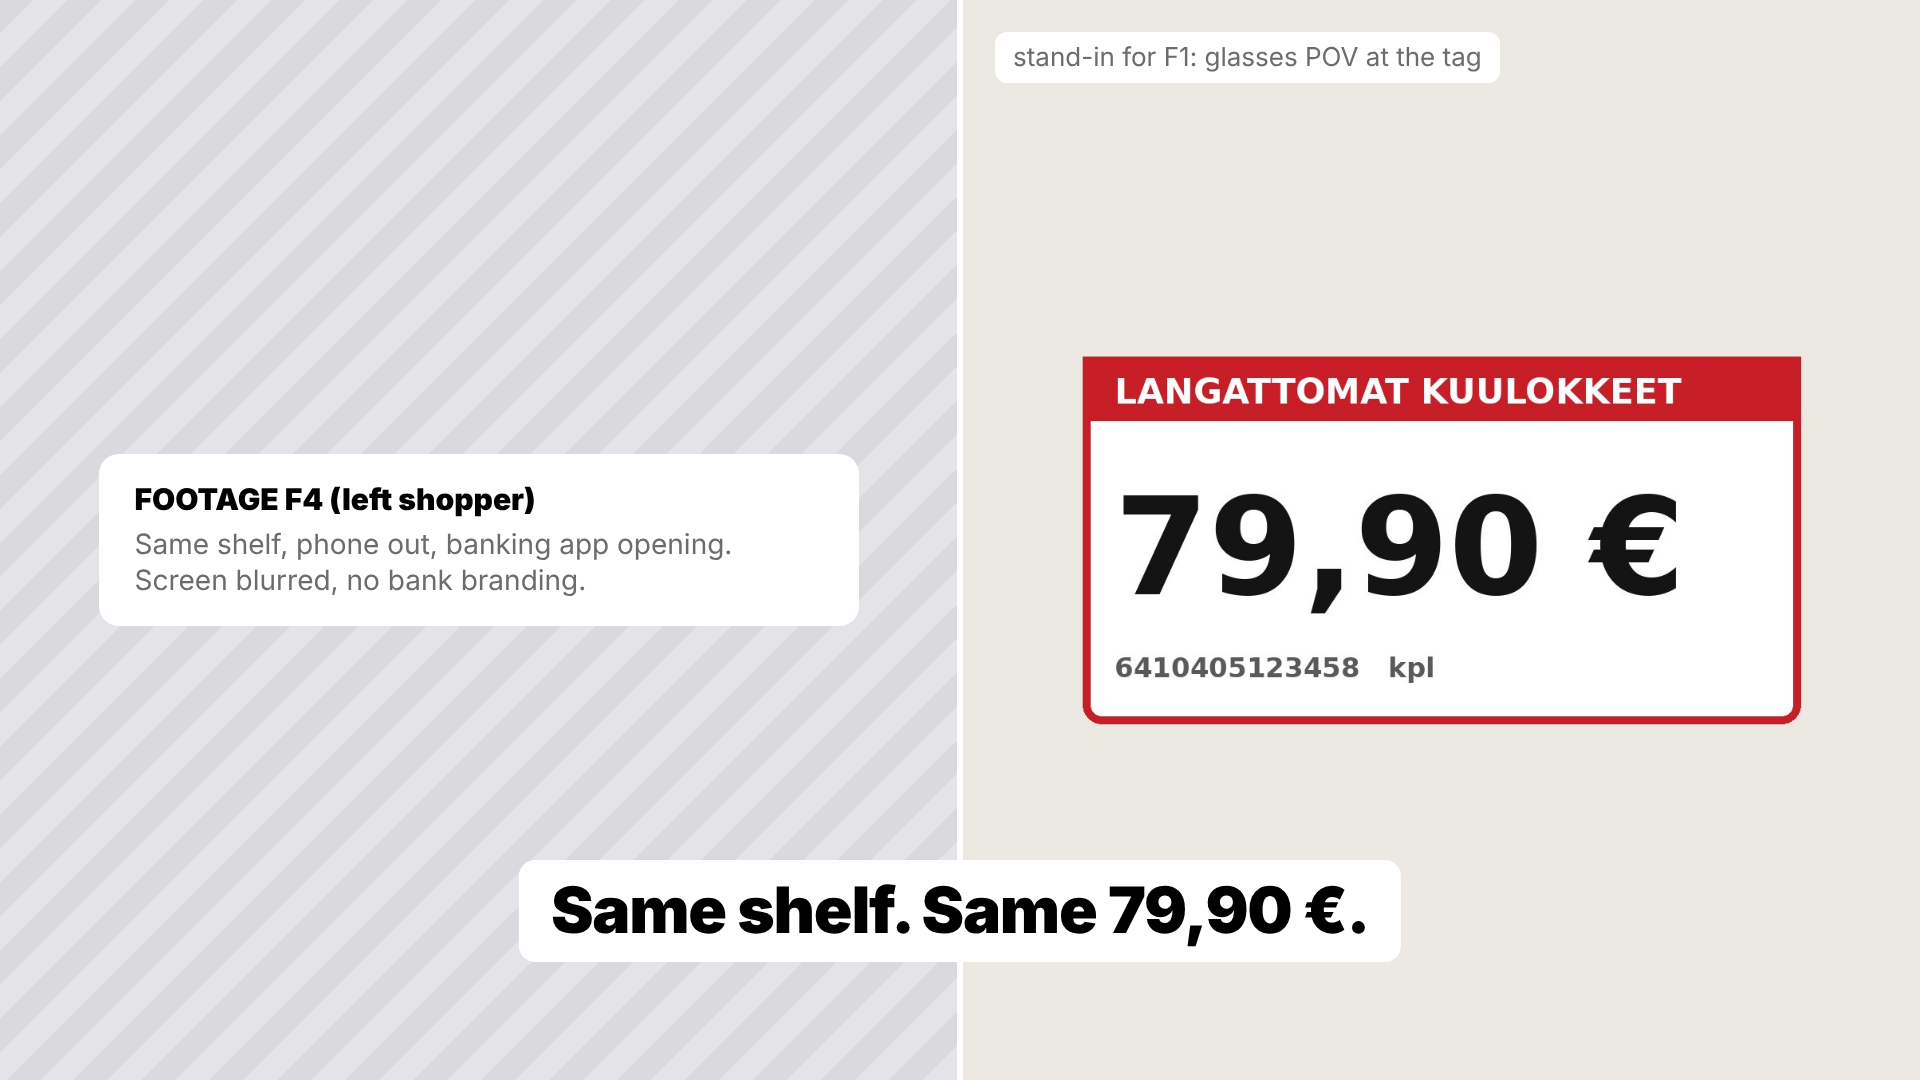 stand-in for F1: glasses POV at the tag
FOOTAGE F4 (left shopper)
Same shelf, phone out, banking app opening.
Screen blurred, no bank branding.
LANGATTOMAT KUULOKKEET
79,90 €
6410405123458 kpl
Same shelf. Same 79,90 €.